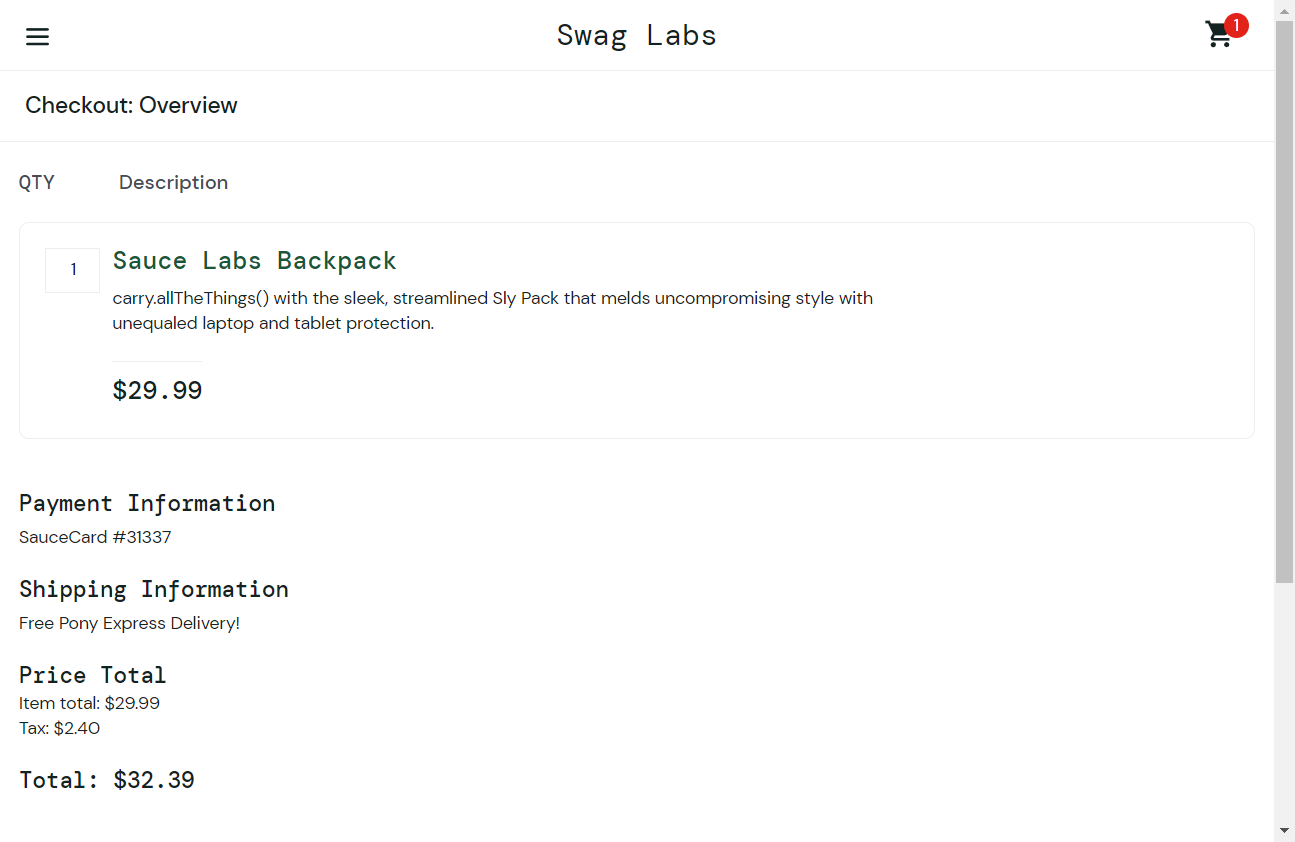 Swag Labs
1
Checkout: Overview
QTY Description
1
Sauce Labs Backpack
carry.allTheThings() with the sleek, streamlined Sly Pack that melds uncompromising style with
unequaled laptop and tablet protection.
$29.99
Payment Information
SauceCard #31337
Shipping Information
Free Pony Express Delivery!
Price Total
Item total: $29.99
Tax: $2.40
Total: $32.39